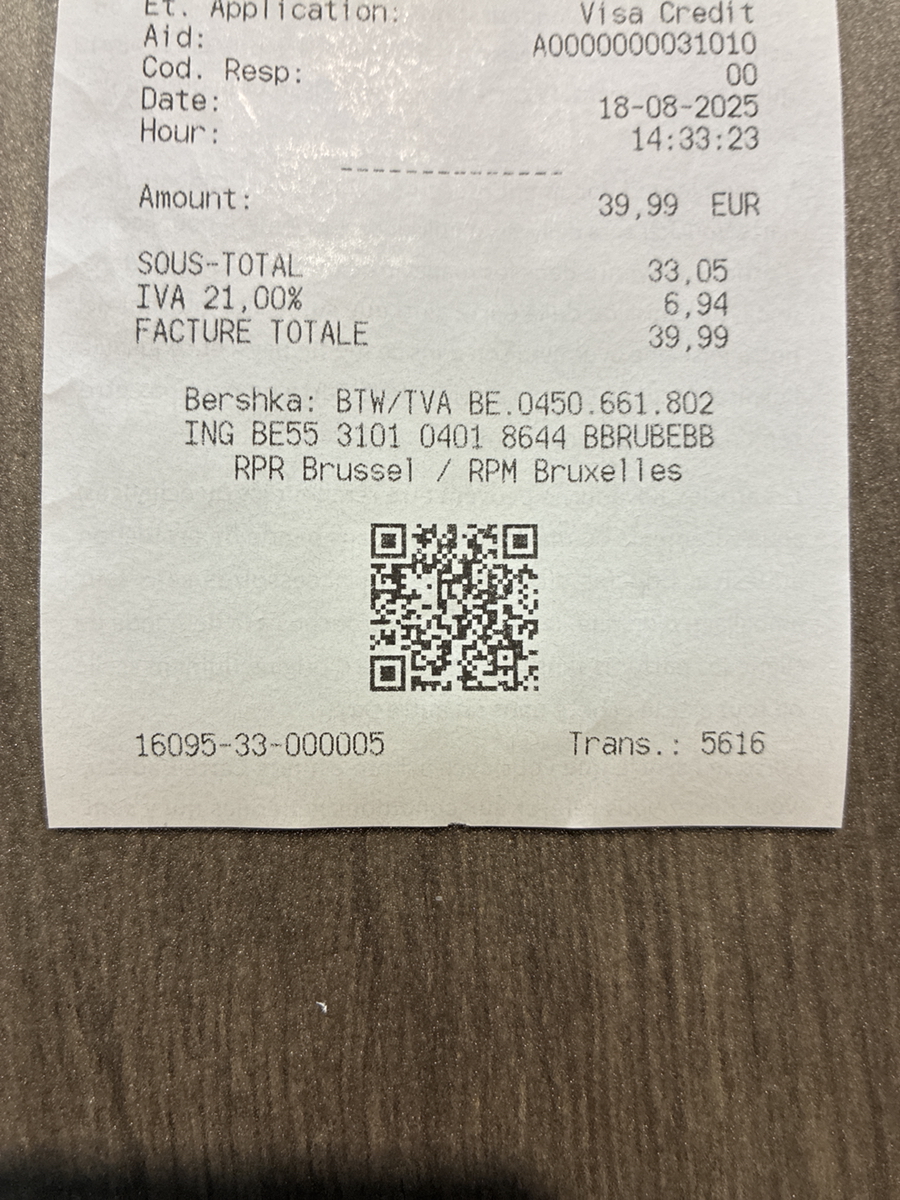 Et. Application: Visa Credit
Aid: A0000000031010
Cod. Resp: 00
Date: 18-08-2025
Hour: 14:33:23
--------------
Amount: 39,99 EUR
SOUS-TOTAL 33,05
IVA 21,00% 6,94
FACTURE TOTALE 39,99
Bershka: BTW/TVA BE.0450.661.802
ING BE55 3101 0401 8644 BBRUBEBB
RPR Brussel / RPM Bruxelles
16095-33-000005 Trans.: 5616